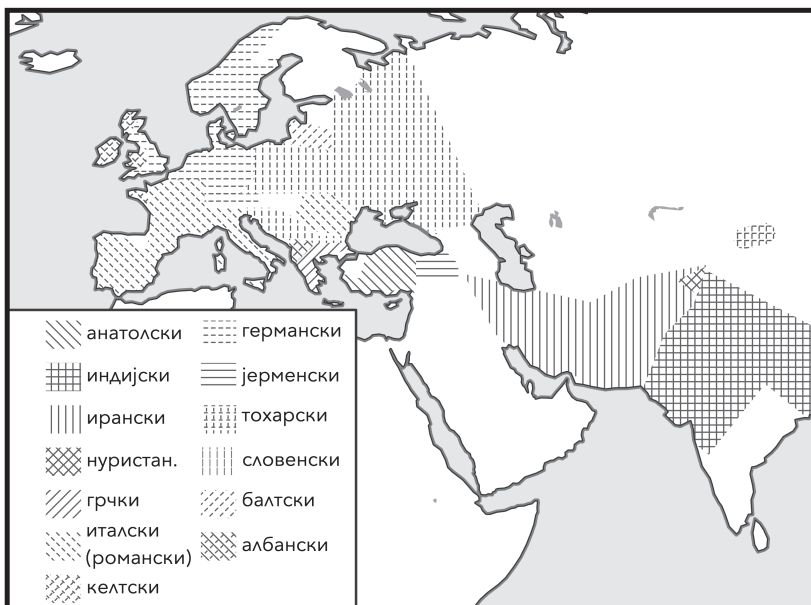 анатолски
индијски
ирански
нуристан.
грчки
италски
(романски)
келтски
германски
јерменски
тохарски
словенски
балтски
албански